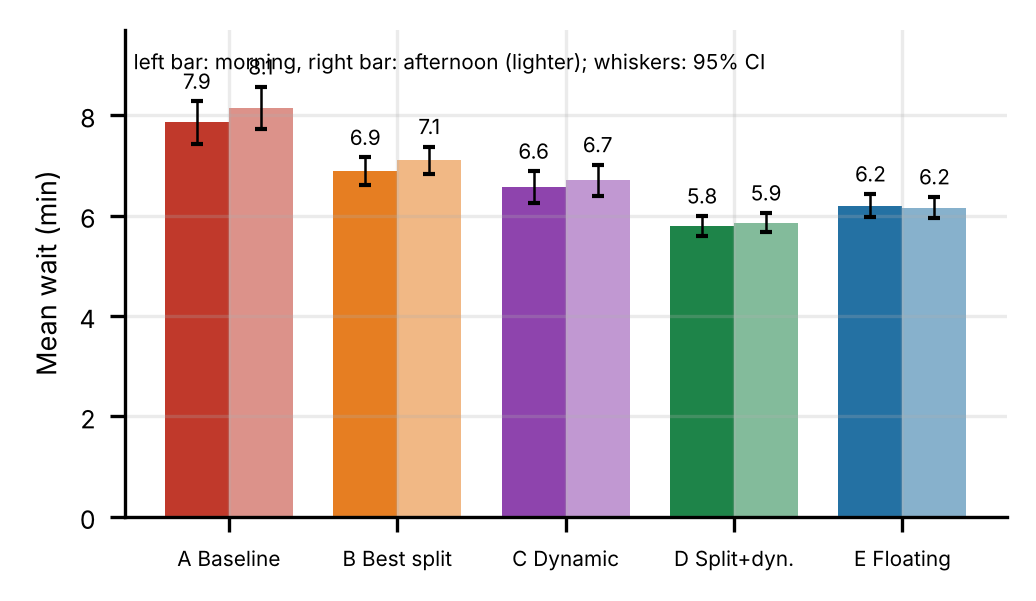 left bar: morning, right bar: afternoon (lighter); whiskers: 95% CI
7.9 8.1 6.9 7.1 6.6 6.7 5.8 5.9 6.2 6.2
Mean wait (min)
8
6
4
2
0
A Baseline B Best split C Dynamic D Split+dyn. E Floating